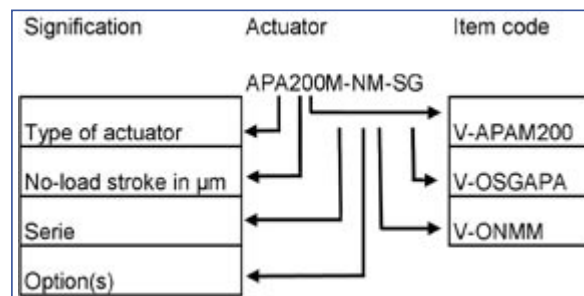 Signification Actuator Item code
APA200M-NM-SG
Type of actuator V-APAM200
No-load stroke in µm V-OSGAPA
Serie V-ONMM
Option(s)